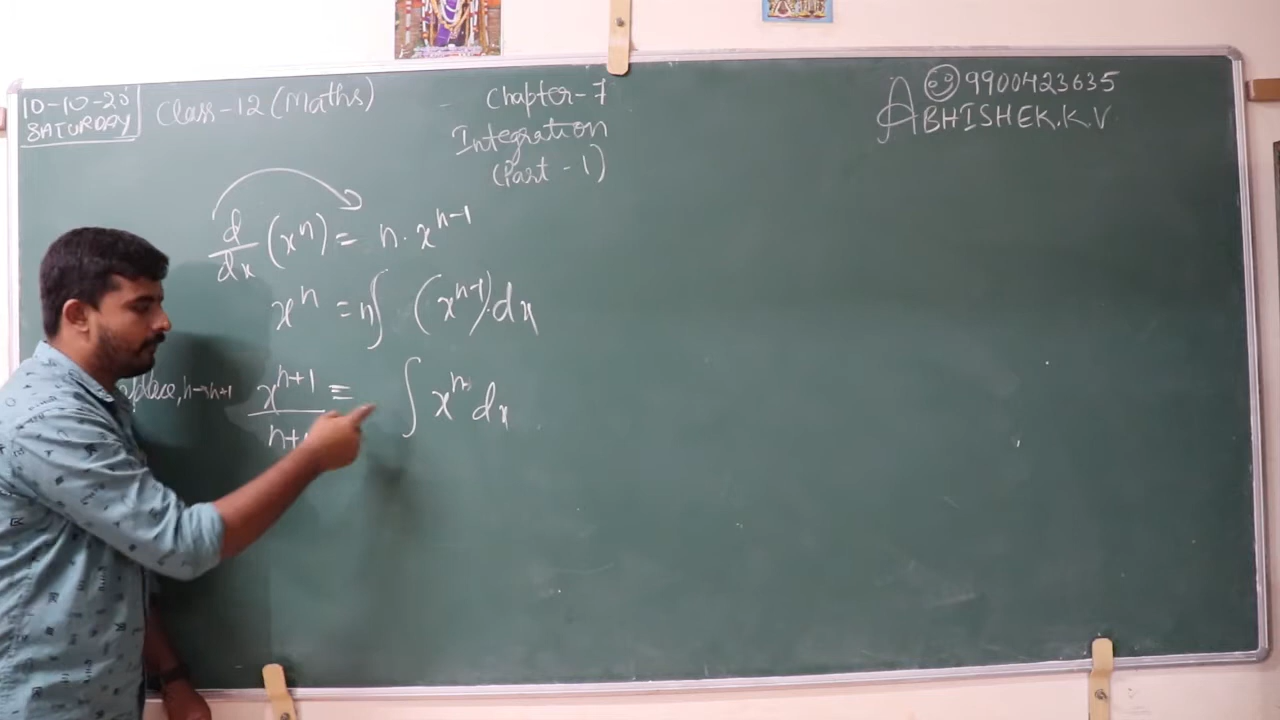 10-10-20
SATURDAY
Class-12 (Maths)
Chapter-7
Integration
(Part - 1)
9900423635
ABHISHEK.K.V
d/dx (x^n) = n. x^{n-1}
x^n = n∫ (x^{n-1}).dx
n→n+1 x^{n+1}/n+ = ∫ x^n dx